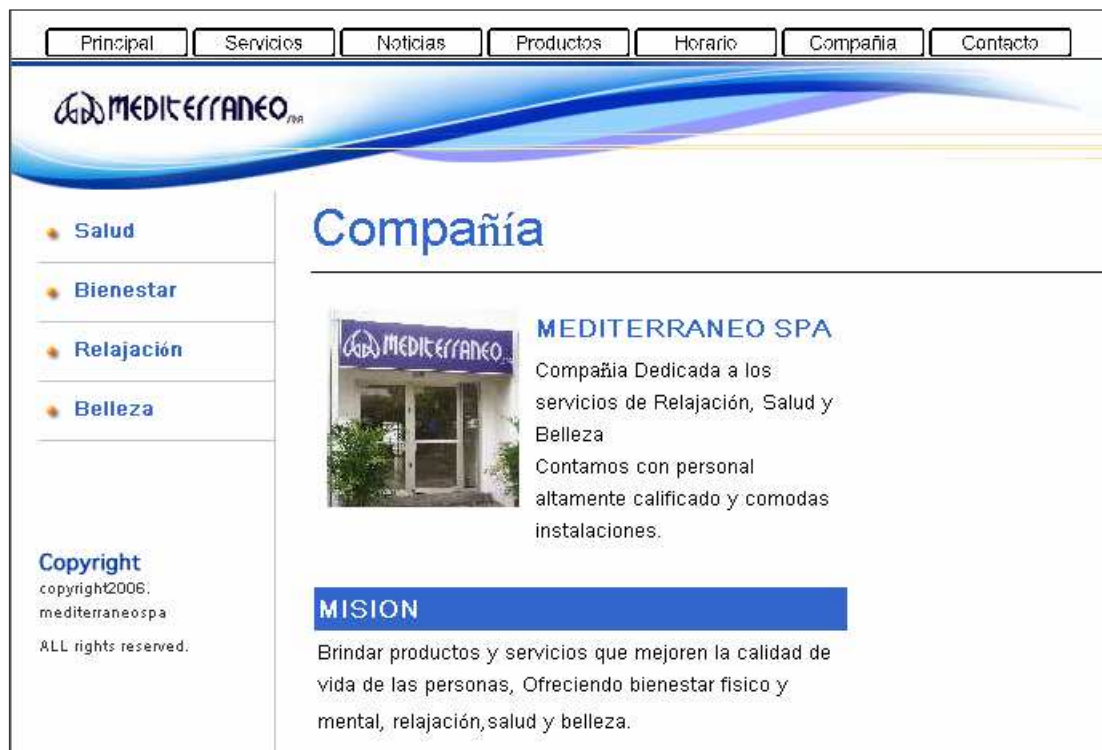 Principal Servicios Noticias Productos Horario Compañia Contacto
MEDITERRANEO spa
Salud
Bienestar
Relajación
Belleza
Copyright
copyright2006.
mediterraneospa
ALL rights reserved.
Compañía
MEDITERRANEO
MEDITERRANEO SPA
Compañia Dedicada a los
servicios de Relajación, Salud y
Belleza
Contamos con personal
altamente calificado y comodas
instalaciones.
MISION
Brindar productos y servicios que mejoren la calidad de
vida de las personas, Ofreciendo bienestar fisico y
mental, relajación,salud y belleza.